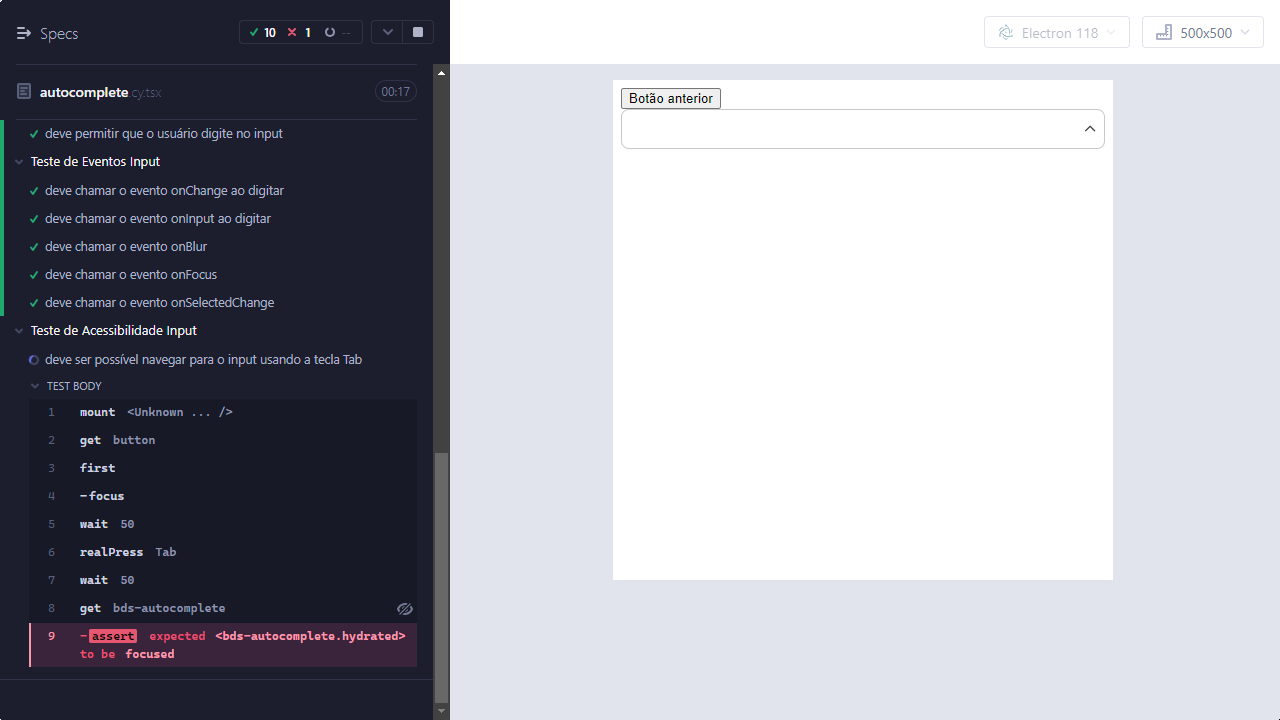 Specs
10 1 --
Electron 118
500x500
autocomplete.cy.tsx
00:17
deve permitir que o usuário digite no input
Teste de Eventos Input
deve chamar o evento onChange ao digitar
deve chamar o evento onInput ao digitar
deve chamar o evento onBlur
deve chamar o evento onFocus
deve chamar o evento onSelectedChange
Teste de Acessibilidade Input
deve ser possível navegar para o input usando a tecla Tab
TEST BODY
1 mount <Unknown ... />
2 get button
3 first
4 -focus
5 wait 50
6 realPress Tab
7 wait 50
8 get bds-autocomplete
9 -assert expected <bds-autocomplete.hydrated>
to be focused
Botão anterior